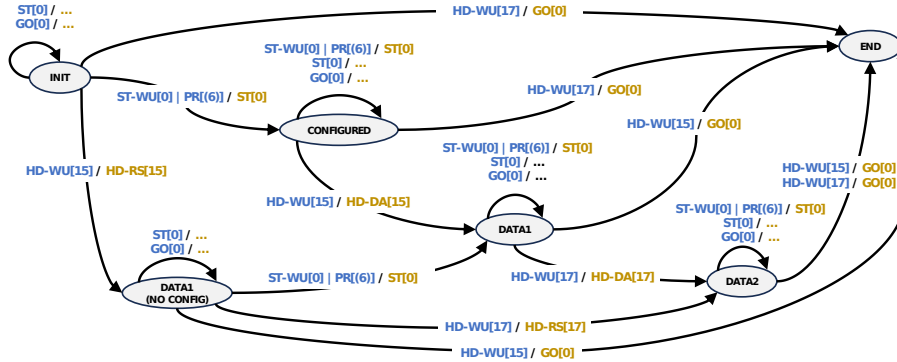 ST[0] / ...
GO[0] / ...
HD-WU[17] / GO[0]
INIT
END
ST-WU[0] | PR[(6)] / ST[0]
ST[0] / ...
GO[0] / ...
ST-WU[0] | PR[(6)] / ST[0]
HD-WU[17] / GO[0]
CONFIGURED
HD-WU[15] / GO[0]
HD-WU[15] / HD-RS[15]
ST-WU[0] | PR[(6)] / ST[0]
ST[0] / ...
GO[0] / ...
HD-WU[15] / HD-DA[15]
HD-WU[15] / GO[0]
HD-WU[17] / GO[0]
DATA1
ST-WU[0] | PR[(6)] / ST[0]
ST[0] / ...
GO[0] / ...
ST[0] / ...
GO[0] / ...
ST-WU[0] | PR[(6)] / ST[0]
HD-WU[17] / HD-DA[17]
DATA2
DATA1
(NO CONFIG)
HD-WU[17] / HD-RS[17]
HD-WU[15] / GO[0]